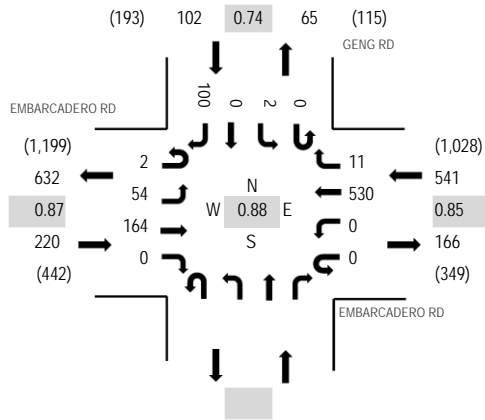 (193) 102 0.74 65 (115)
GENG RD
100 0 2 0
EMBARCADERO RD
(1,199)
632
0.87
220
(442)
2
54
164
0
N
W 0.88 E
S
11
530
0
0
(1,028)
541
0.85
166
(349)
EMBARCADERO RD